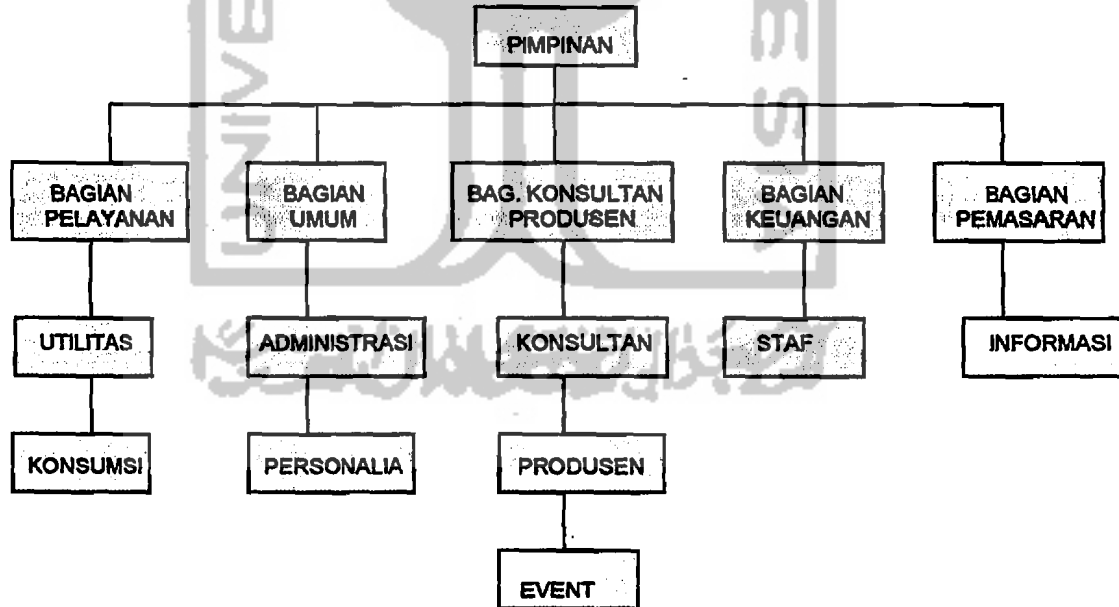 PIMPINAN
BAGIAN
PELAYANAN
BAGIAN
UMUM
BAG. KONSULTAN
PRODUSEN
BAGIAN
KEUANGAN
BAGIAN
PEMASARAN
UTILITAS
ADMINISTRASI
KONSULTAN
STAF
INFORMASI
KONSUMSI
PERSONALIA
PRODUSEN
EVENT
UNIVE